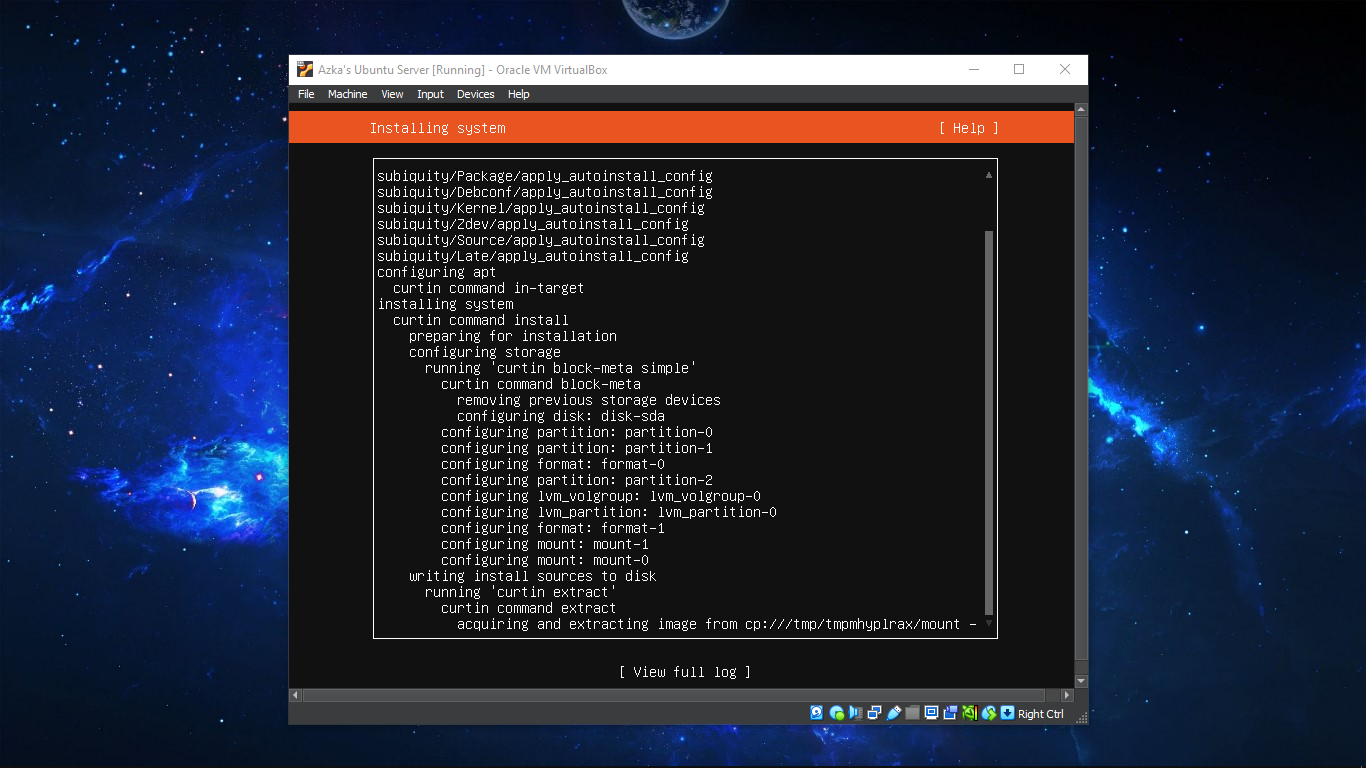 Azka's Ubuntu Server [Running] - Oracle VM VirtualBox
File Machine View Input Devices Help
Installing system [ Help ]
subiquity/Package/apply_autoinstall_config
subiquity/Debconf/apply_autoinstall_config
subiquity/Kernel/apply_autoinstall_config
subiquity/Zdev/apply_autoinstall_config
subiquity/Source/apply_autoinstall_config
subiquity/Late/apply_autoinstall_config
configuring apt
curtin command in-target
installing system
curtin command install
preparing for installation
configuring storage
running 'curtin block-meta simple'
curtin command block-meta
removing previous storage devices
configuring disk: disk-sda
configuring partition: partition-0
configuring partition: partition-1
configuring format: format-0
configuring partition: partition-2
configuring lvm_volgroup: lvm_volgroup-0
configuring lvm_partition: lvm_partition-0
configuring format: format-1
configuring mount: mount-1
configuring mount: mount-0
writing install sources to disk
running 'curtin extract'
curtin command extract
acquiring and extracting image from cp:///tmp/tmpmhyplrax/mount -
[ View full log ]
Right Ctrl